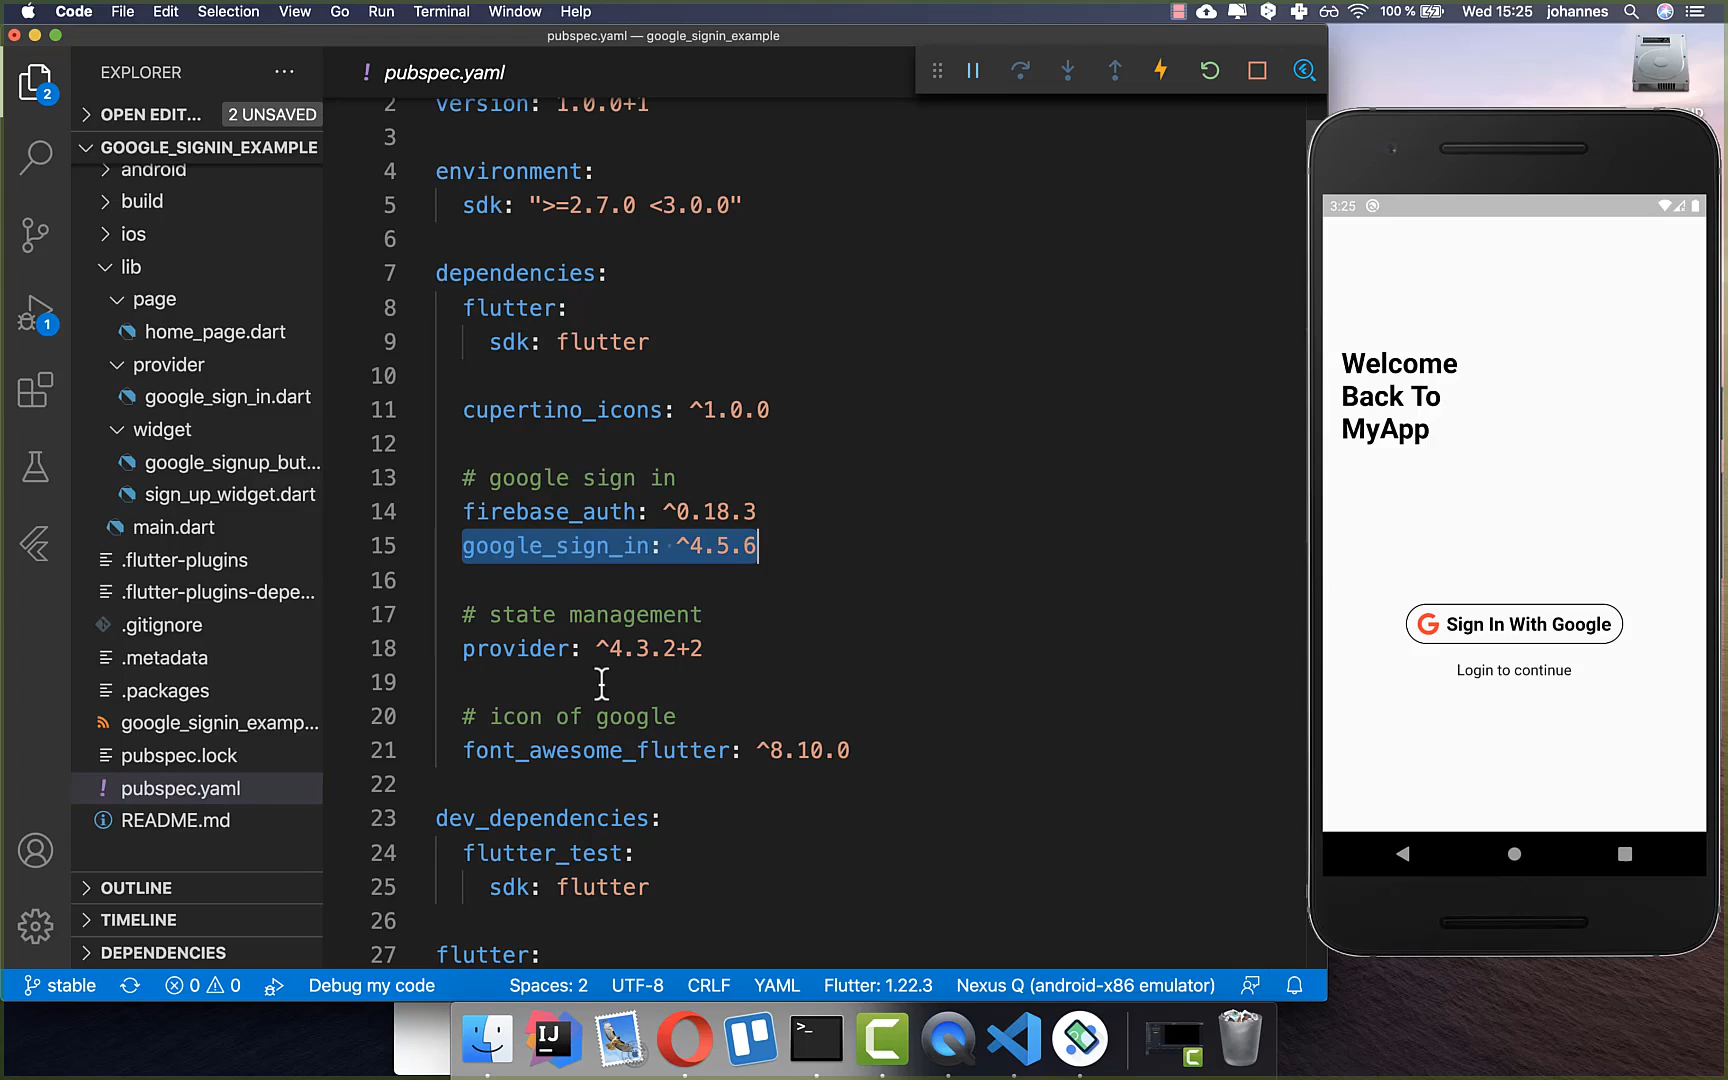 Code File Edit Selection View Go Run Terminal Window Help 100 % Wed 15:25 johannes
pubspec.yaml — google_signin_example
EXPLORER
OPEN EDIT... 2 UNSAVED
GOOGLE_SIGNIN_EXAMPLE
android
build
ios
lib
page
home_page.dart
provider
google_sign_in.dart
widget
google_signup_but...
sign_up_widget.dart
main.dart
.flutter-plugins
.flutter-plugins-depe...
.gitignore
.metadata
.packages
google_signin_examp...
pubspec.lock
! pubspec.yaml
README.md
OUTLINE
TIMELINE
DEPENDENCIES
2
1
! pubspec.yaml
2 version: 1.0.0+1
3
4 environment:
5 sdk: ">=2.7.0 <3.0.0"
6
7 dependencies:
8 flutter:
9 sdk: flutter
10
11 cupertino_icons: ^1.0.0
12
13 # google sign in
14 firebase_auth: ^0.18.3
15 google_sign_in: ^4.5.6
16
17 # state management
18 provider: ^4.3.2+2
19
20 # icon of google
21 font_awesome_flutter: ^8.10.0
22
23 dev_dependencies:
24 flutter_test:
25 sdk: flutter
26
27 flutter:
3:25
Welcome
Back To
MyApp
G Sign In With Google
Login to continue
stable 0 0 Debug my code Spaces: 2 UTF-8 CRLF YAML Flutter: 1.22.3 Nexus Q (android-x86 emulator)
IJ
>_
C
C